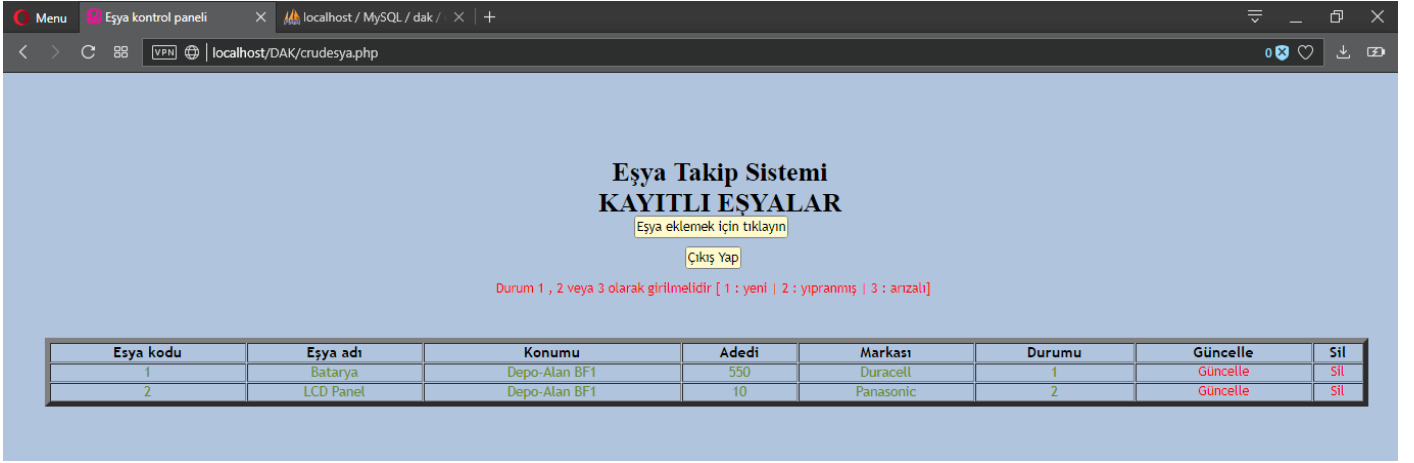 Menu Eşya kontrol paneli localhost / MySQL / dak /
VPN localhost/DAK/crudesya.php 0
Eşya Takip Sistemi
KAYITLI EŞYALAR
Eşya eklemek için tıklayın
Çıkış Yap
Durum 1 , 2 veya 3 olarak girilmelidir [ 1 : yeni | 2 : yıpranmış | 3 : arızalı]
Esya kodu Eşya adı Konumu Adedi Markası Durumu Güncelle Sil
1 Batarya Depo-Alan BF1 550 Duracell 1 Güncelle Sil
2 LCD Panel Depo-Alan BF1 10 Panasonic 2 Güncelle Sil